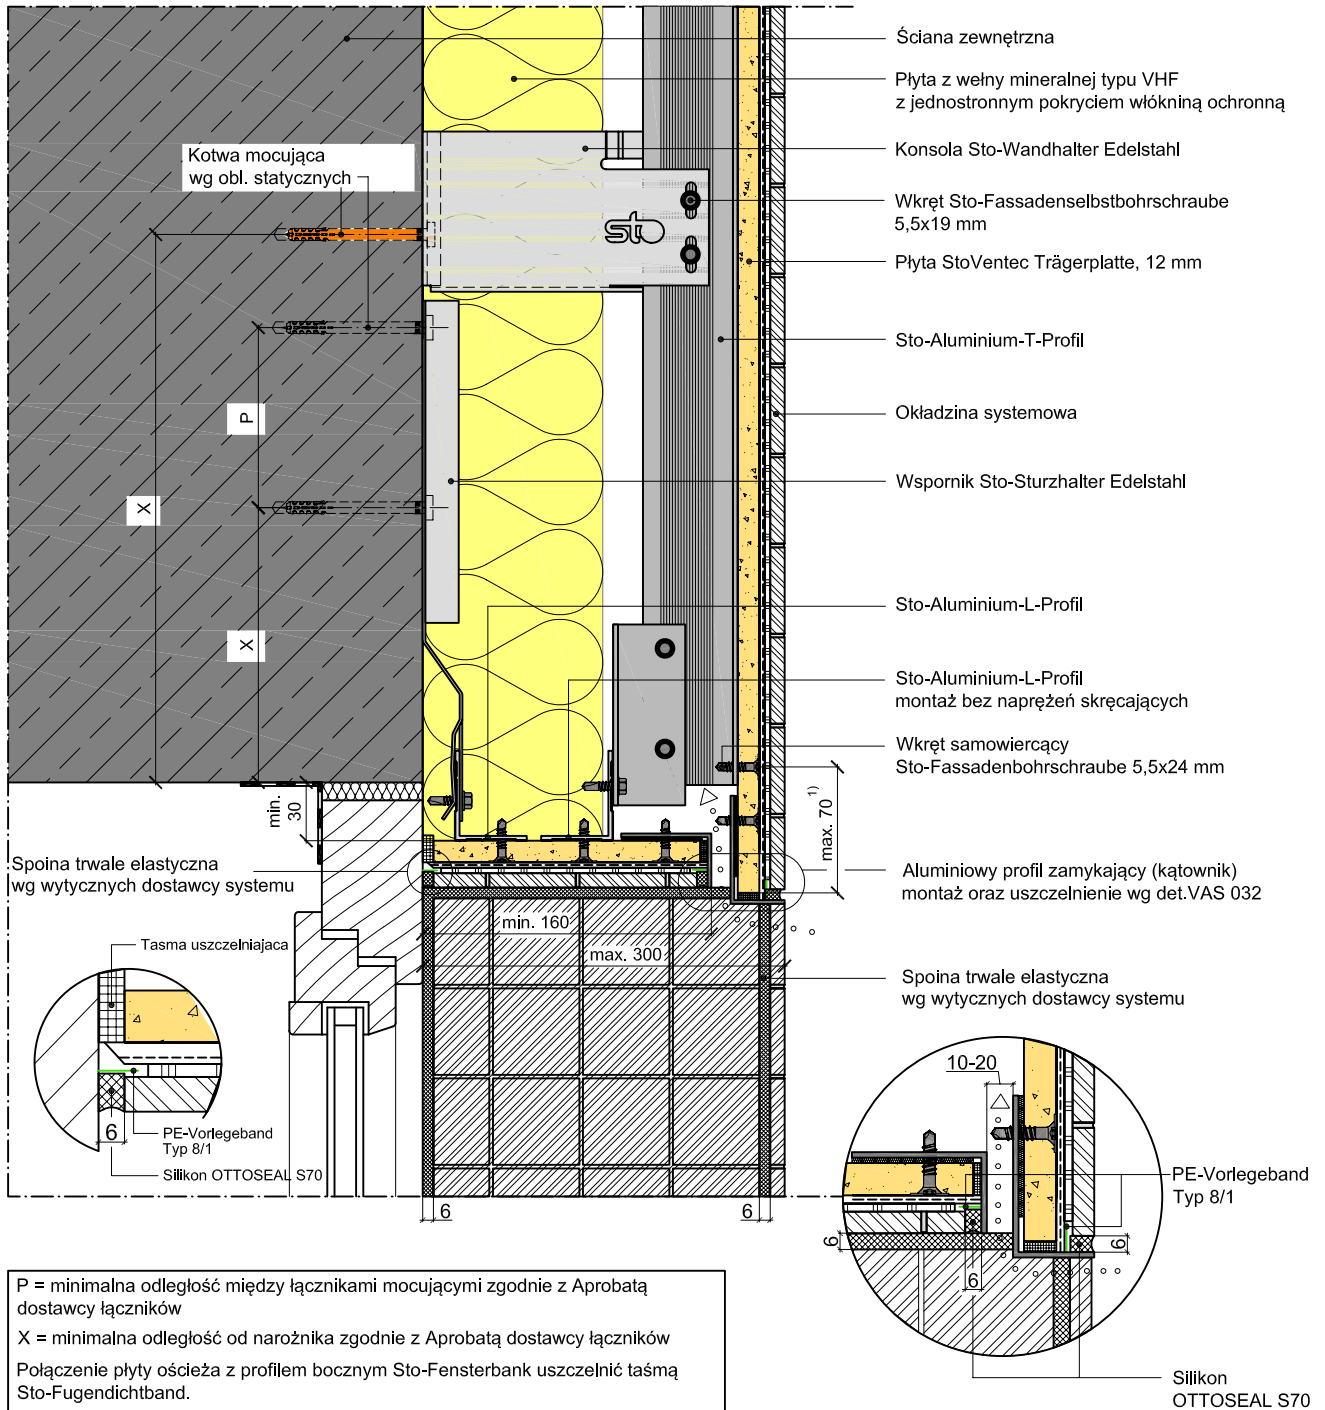 Ściana zewnętrzna
Płyta z wełny mineralnej typu VHF
z jednostronnym pokryciem włókniną ochronną
Kotwa mocująca
wg obl. statycznych
Konsola Sto-Wandhalter Edelstahl
Wkręt Sto-Fassadenselbstbohrschraube
5,5x19 mm
sto
Płyta StoVentec Trägerplatte, 12 mm
Sto-Aluminium-T-Profil
P
Okładzina systemowa
X
Wspornik Sto-Sturzhalter Edelstahl
Sto-Aluminium-L-Profil
X
Sto-Aluminium-L-Profil
montaż bez naprężeń skręcających
Wkręt samowiercący
Sto-Fassadenbohrschraube 5,5x24 mm
min.
30
max. 70 1)
Spoina trwale elastyczna
wg wytycznych dostawcy systemu
Aluminiowy profil zamykający (kątownik)
montaż oraz uszczelnienie wg det.VAS 032
min. 160
max. 300
Tasma uszczelniajaca
Spoina trwale elastyczna
wg wytycznych dostawcy systemu
10-20
6
PE-Vorlegeband
Typ 8/1
Silikon OTTOSEAL S70
PE-Vorlegeband
Typ 8/1
6
6
6
6
6
P = minimalna odległość między łącznikami mocującymi zgodnie z Aprobatą
dostawcy łączników
X = minimalna odległość od narożnika zgodnie z Aprobatą dostawcy łączników
Połączenie płyty ościeża z profilem bocznym Sto-Fensterbank uszczelnić taśmą
Sto-Fugendichtband.
Silikon
OTTOSEAL S70